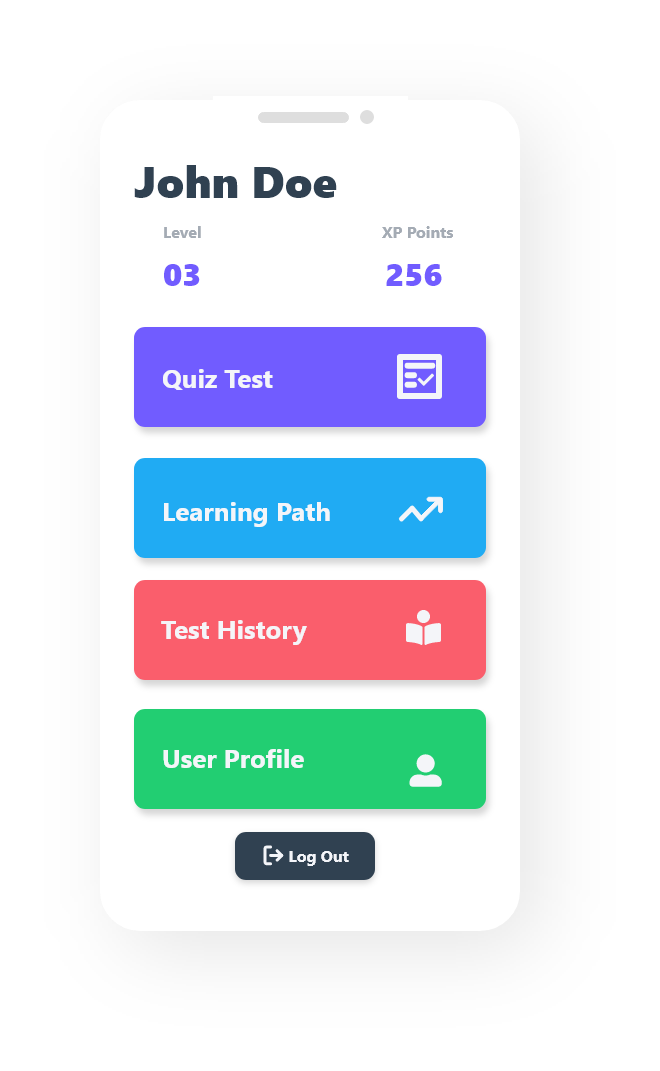 John Doe
Level XP Points
03 256
Quiz Test
Learning Path
Test History
User Profile
Log Out